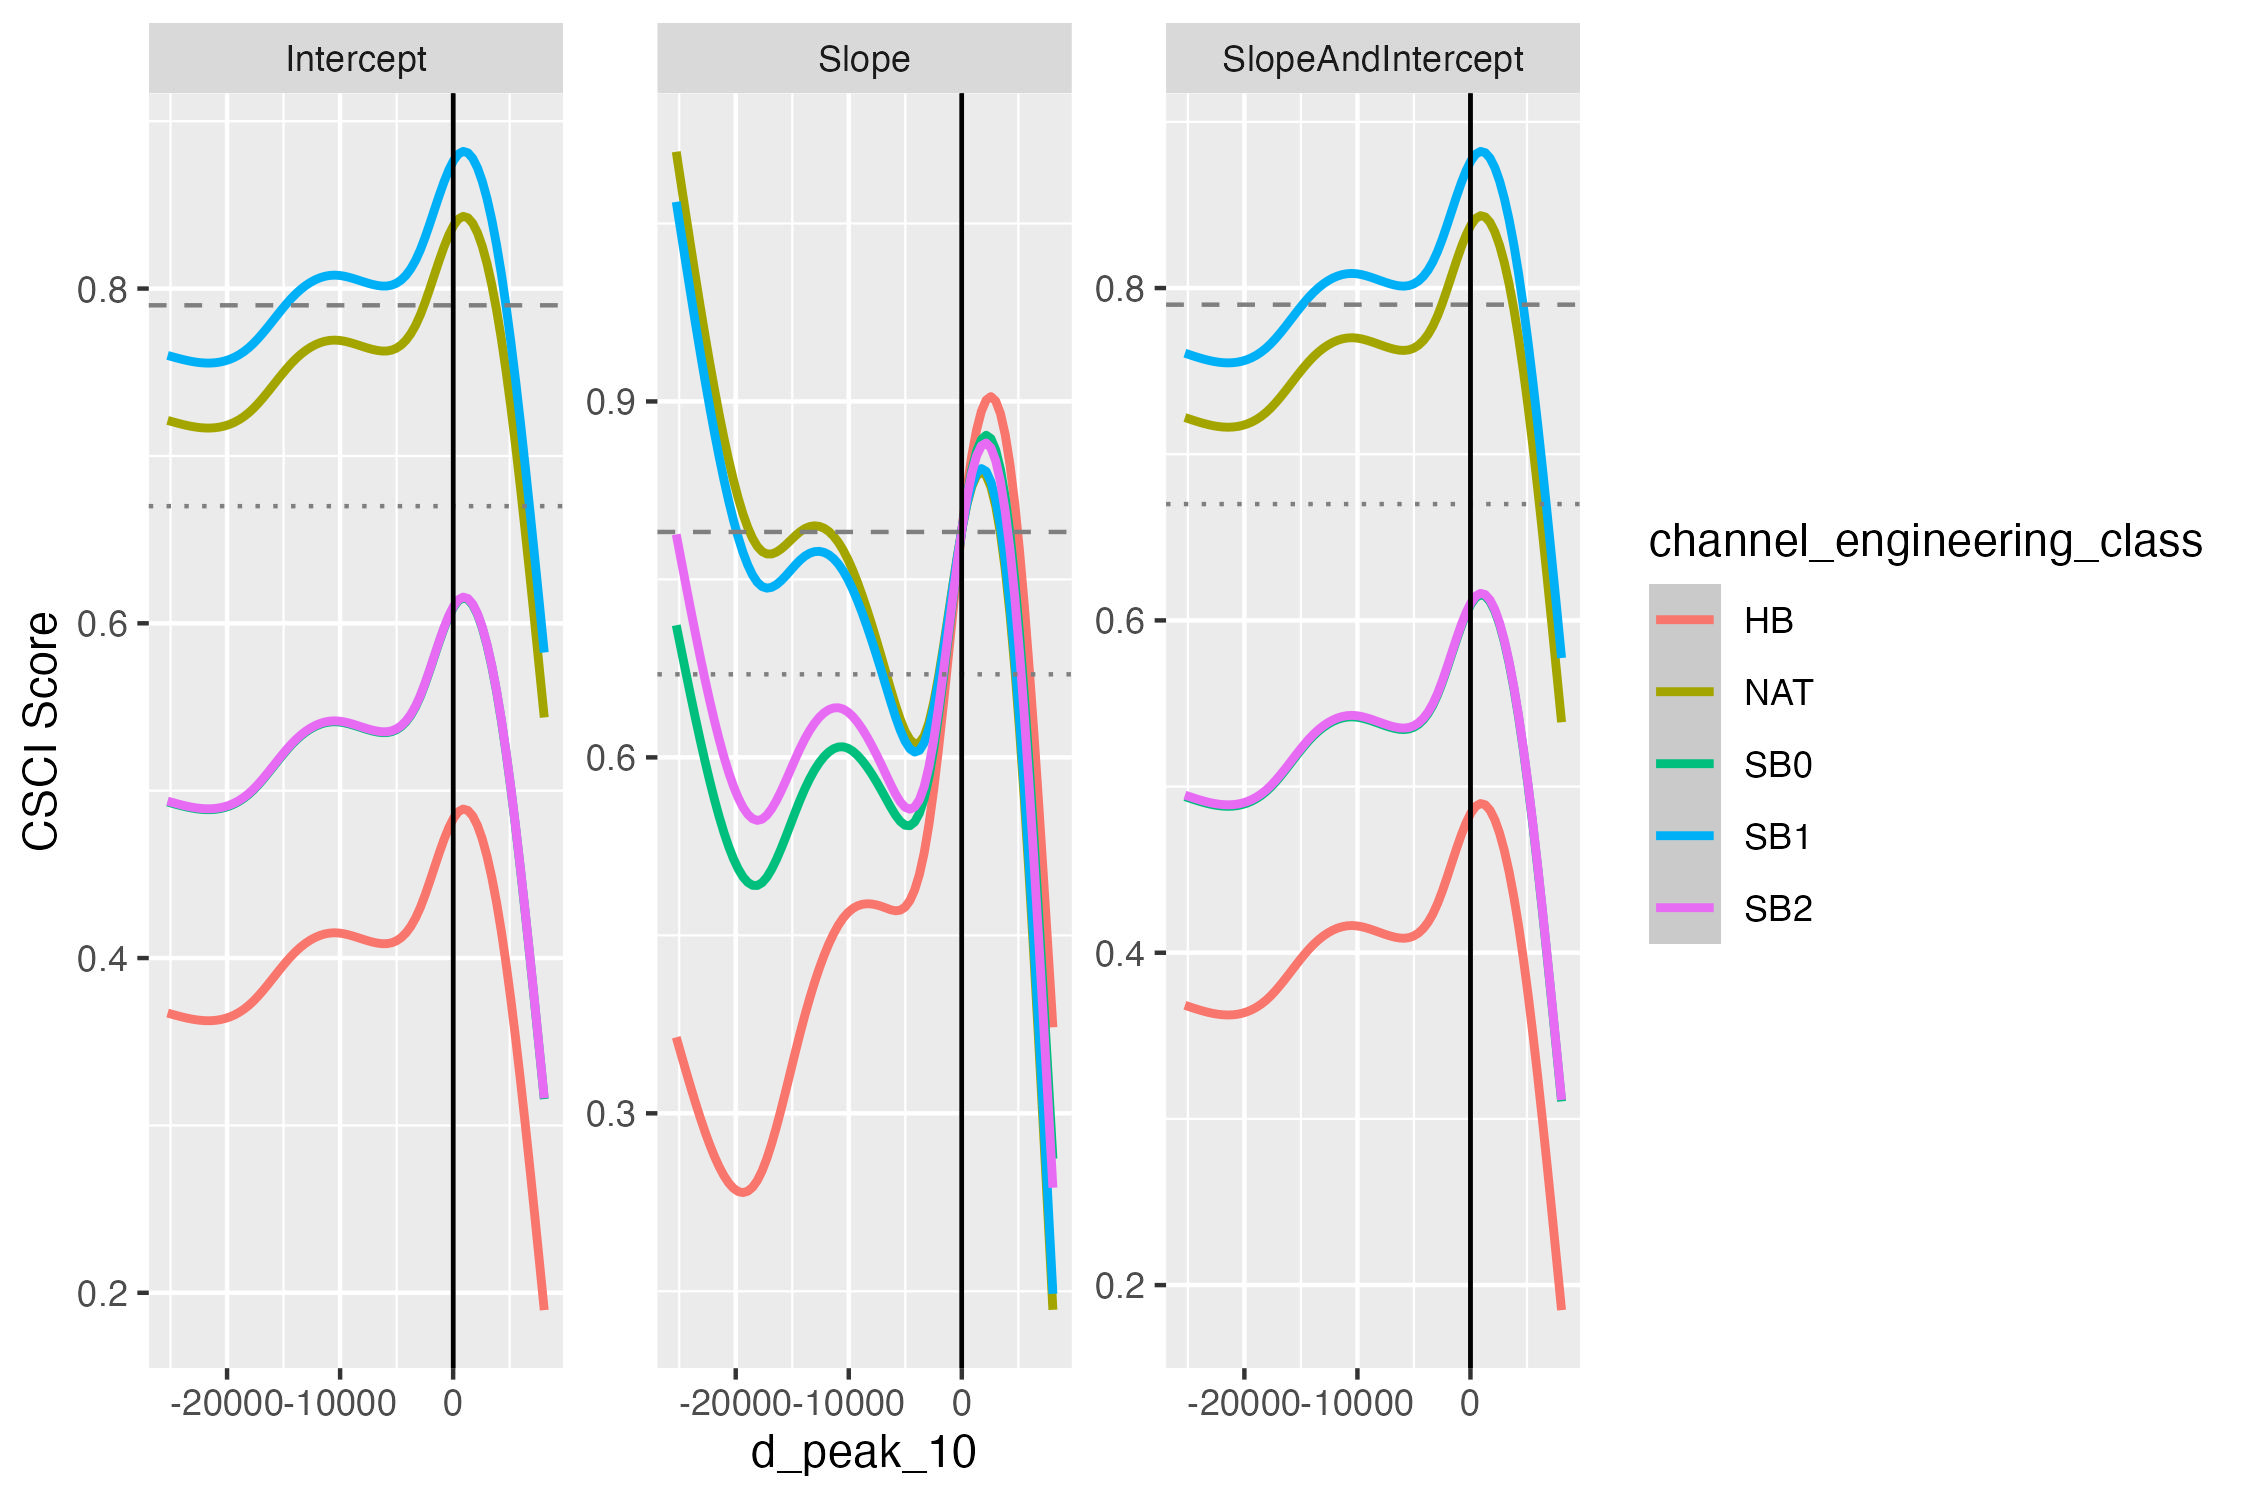 Intercept
Slope
SlopeAndIntercept
CSCI Score
0.8
0.6
0.4
0.2
-20000 -10000 0
0.9
0.6
0.3
-20000 -10000 0
0.8
0.6
0.4
0.2
-20000 -10000 0
d_peak_10
channel_engineering_class
HB
NAT
SB0
SB1
SB2